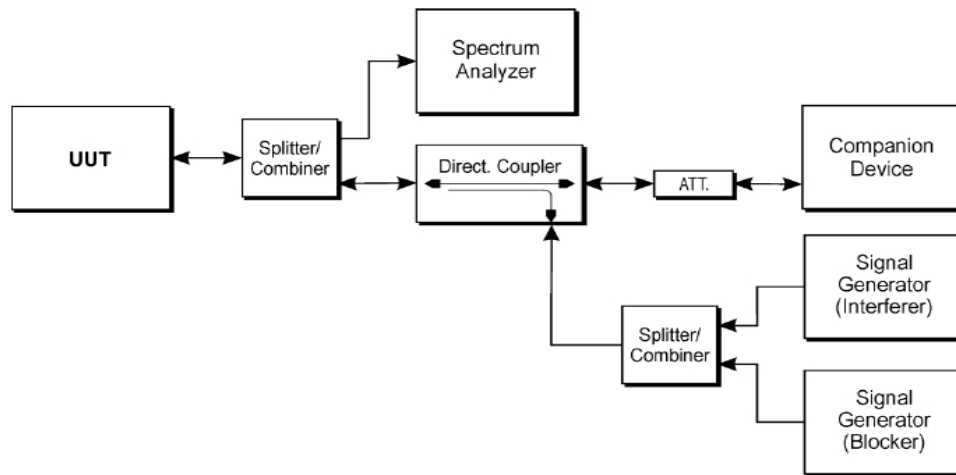 Spectrum
Analyzer
UUT
Splitter/
Combiner
Direct. Coupler
ATT.
Companion
Device
Signal
Generator
(Interferer)
Splitter/
Combiner
Signal
Generator
(Blocker)